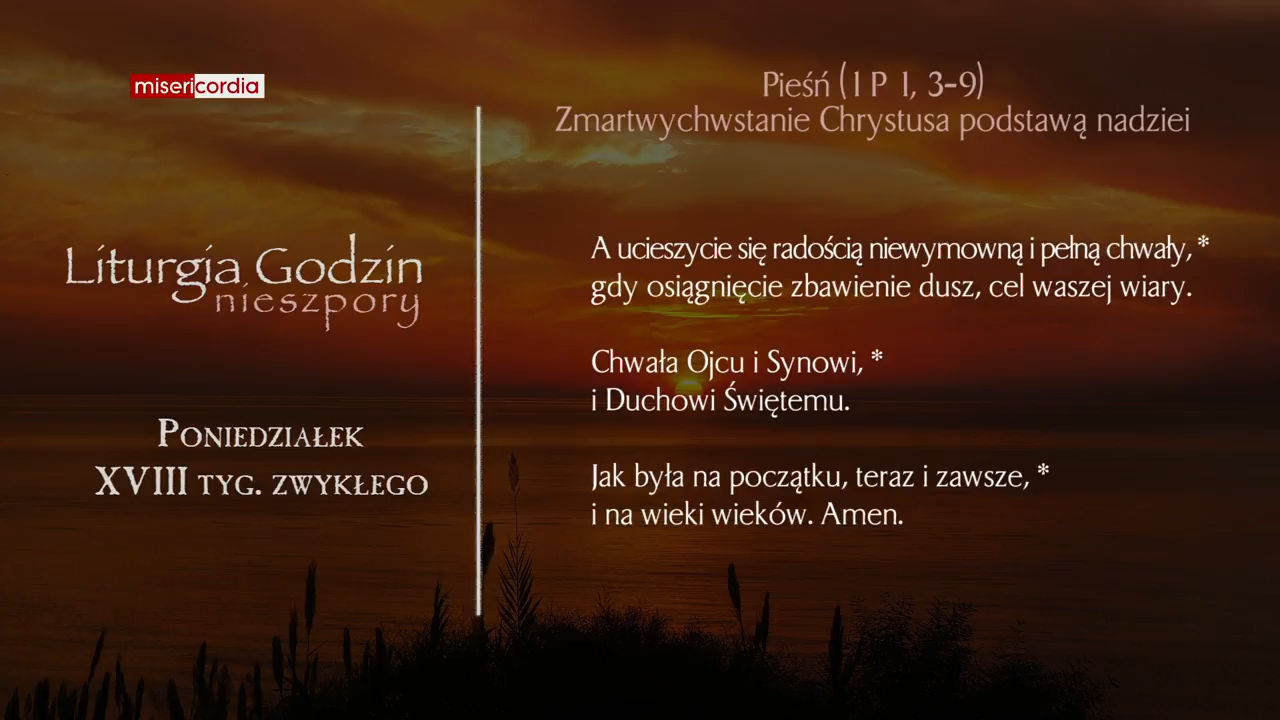 misericordia
Liturgia Godzin
nieszpory
Poniedziałek
XVIII tyg. zwykłego
Pieśń (1 P 1, 3-9)
Zmartwychwstanie Chrystusa podstawą nadziei
A ucieszycie się radością niewymowną i pełną chwały, *
gdy osiągnięcie zbawienie dusz, cel waszej wiary.
Chwała Ojcu i Synowi, *
i Duchowi Świętemu.
Jak była na początku, teraz i zawsze, *
i na wieki wieków. Amen.